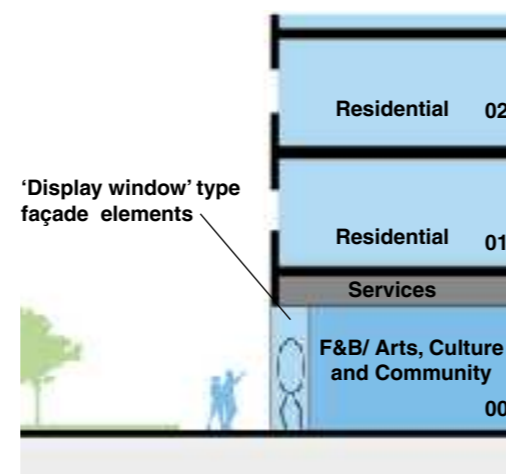 Residential 02
‘Display window’ type
façade elements
Residential 01
Services
F&B/ Arts, Culture
and Community
00